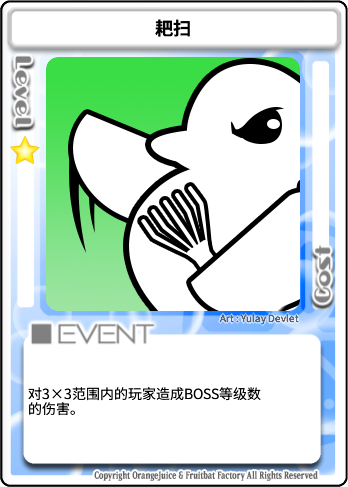 耙扫
Level
Cost
Art : Yulay Devlet
EVENT
对3×3范围内的玩家造成BOSS等级数
的伤害。
Copyright OrangeJuice & Fruitbat Factory All Rights Reserved